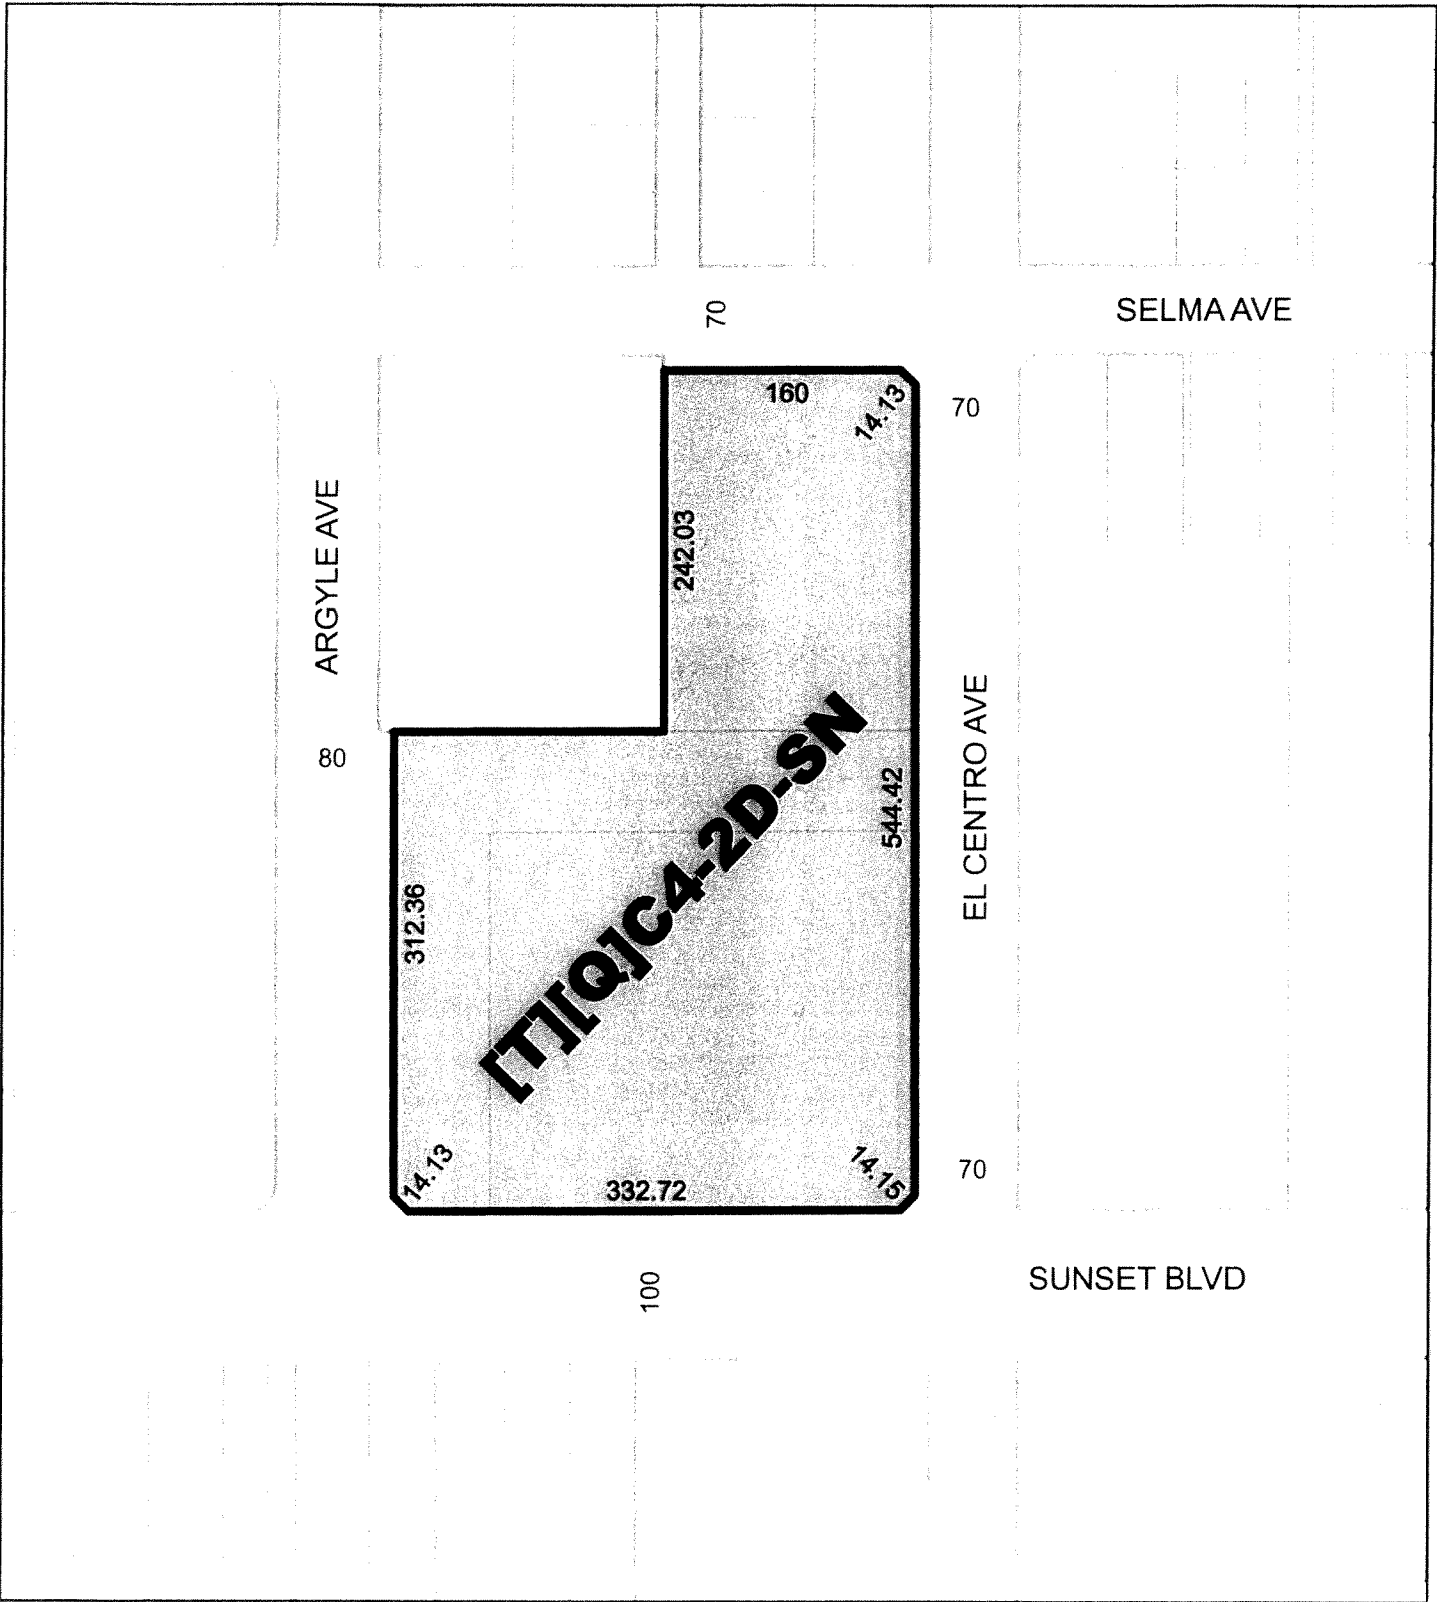 70
SELMA AVE
160
14.13
70
242.03
ARGYLE AVE
80
[T][Q]C4-2D-SN
544.42
EL CENTRO AVE
312.36
14.13
332.72
14.15
70
100
SUNSET BLVD